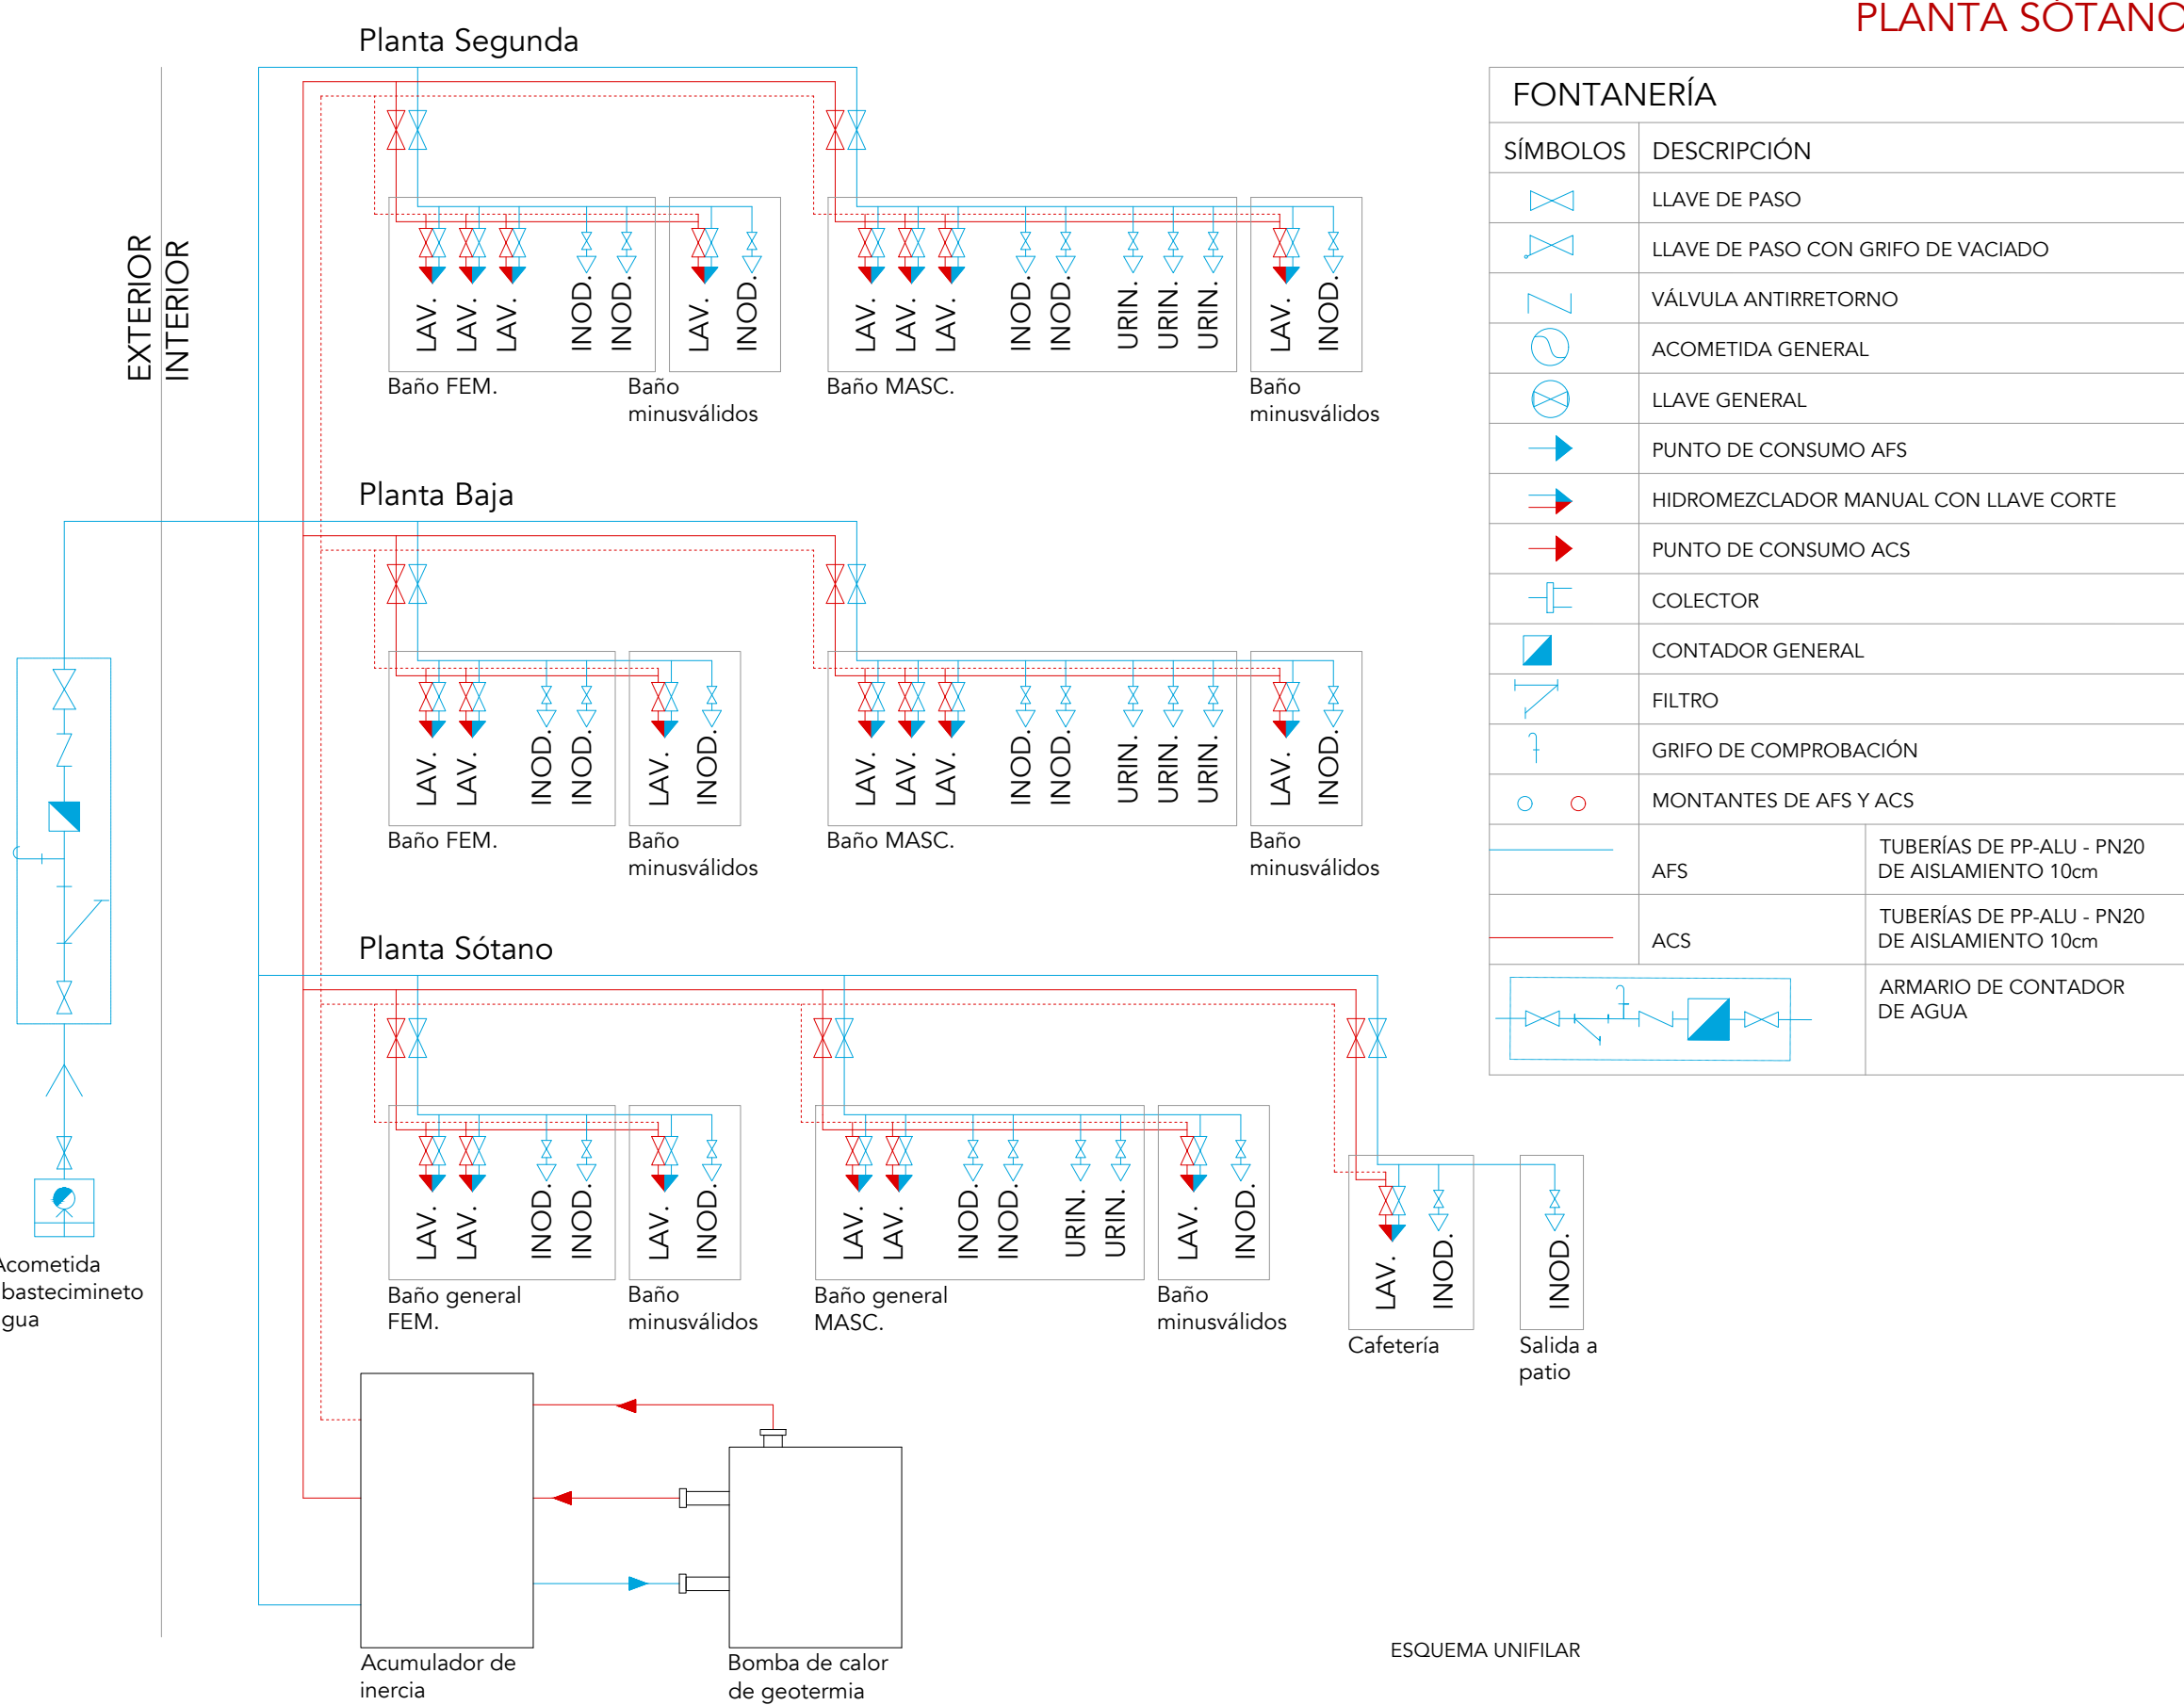 PLANTA SÓTANO
Planta Segunda
EXTERIOR
INTERIOR
LAV.
LAV.
LAV.
INOD.
INOD.
LAV.
INOD.
LAV.
LAV.
LAV.
INOD.
INOD.
URIN.
URIN.
URIN.
LAV.
INOD.
Baño FEM.
Baño
minusválidos
Baño MASC.
Baño
minusválidos
Planta Baja
LAV.
LAV.
INOD.
INOD.
LAV.
INOD.
LAV.
LAV.
LAV.
INOD.
INOD.
URIN.
URIN.
URIN.
LAV.
INOD.
Baño FEM.
Baño
minusválidos
Baño MASC.
Baño
minusválidos
Planta Sótano
LAV.
LAV.
INOD.
INOD.
LAV.
INOD.
LAV.
LAV.
INOD.
INOD.
URIN.
URIN.
LAV.
INOD.
LAV.
INOD.
INOD.
Baño general
FEM.
Baño
minusválidos
Baño general
MASC.
Baño
minusválidos
Cafetería
Salida a
patio
Acometida
bastecimineto
gua
Acumulador de
inercia
Bomba de calor
de geotermia
ESQUEMA UNIFILAR
FONTANERÍA
SÍMBOLOS DESCRIPCIÓN
LLAVE DE PASO
LLAVE DE PASO CON GRIFO DE VACIADO
VÁLVULA ANTIRRETORNO
ACOMETIDA GENERAL
LLAVE GENERAL
PUNTO DE CONSUMO AFS
HIDROMEZCLADOR MANUAL CON LLAVE CORTE
PUNTO DE CONSUMO ACS
COLECTOR
CONTADOR GENERAL
FILTRO
GRIFO DE COMPROBACIÓN
MONTANTES DE AFS Y ACS
AFS
TUBERÍAS DE PP-ALU - PN20
DE AISLAMIENTO 10cm
ACS
TUBERÍAS DE PP-ALU - PN20
DE AISLAMIENTO 10cm
ARMARIO DE CONTADOR
DE AGUA